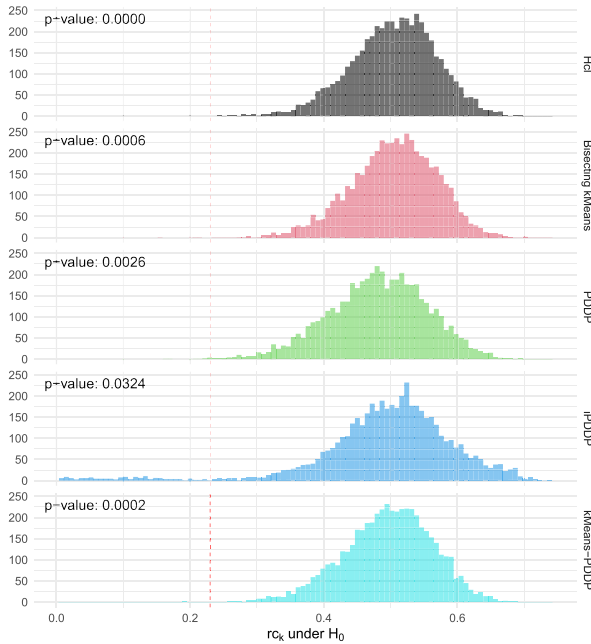 250
200
150
100
50
0
p-value: 0.0000
Hcl
250
200
150
100
50
0
p-value: 0.0006
Bisecting kMeans
250
200
150
100
50
0
p-value: 0.0026
PDDP
250
200
150
100
50
0
p-value: 0.0324
iPDDP
250
200
150
100
50
0
p-value: 0.0002
kMeans-PDDP
0.0 0.2 0.4 0.6
rck under H0